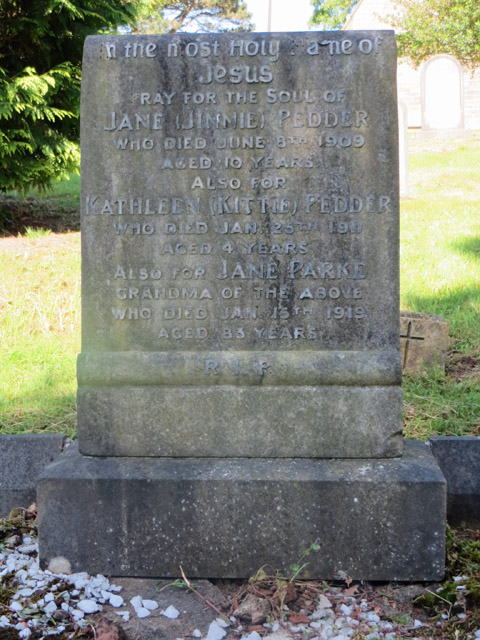 In the most Holy Name of
Jesus
PRAY FOR THE SOUL OF
JANE (JINNIE) PEDDER
WHO DIED JUNE 8TH 1909
AGED 10 YEARS
ALSO FOR
KATHLEEN (KITTIE) PEDDER
WHO DIED JAN. 25TH 1911
AGED 4 YEARS
ALSO FOR JANE PARKE
GRANDMA OF THE ABOVE
WHO DIED JAN. 15TH 1919
AGED 83 YEARS
R.I.P.